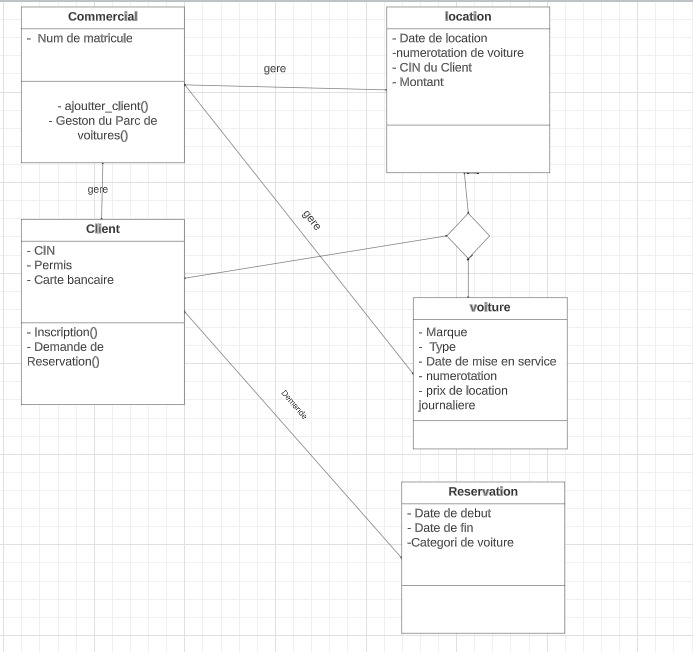 Commercial
- Num de matricule
- ajoutter_client()
- Geston du Parc de
voitures()
gere
location
- Date de location
-numerotation de voiture
- CIN du Client
- Montant
gere
gere
Client
- CIN
- Permis
- Carte bancaire
- Inscription()
- Demande de
Reservation()
voiture
- Marque
- Type
- Date de mise en service
- numerotation
- prix de location
journaliere
Demande
Reservation
- Date de debut
- Date de fin
-Categori de voiture